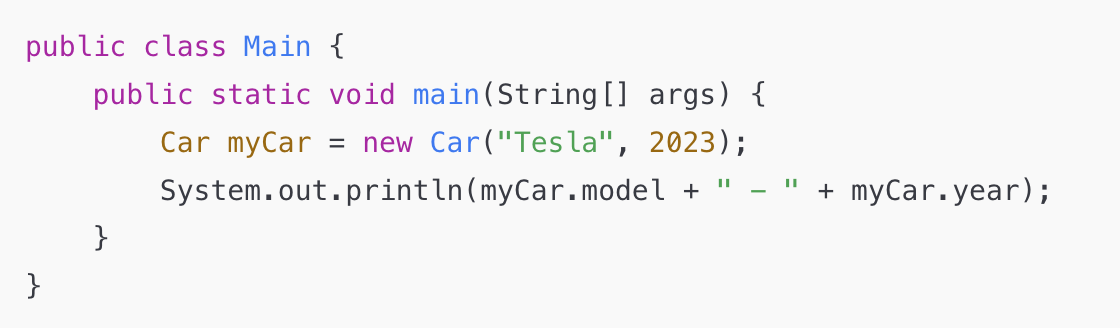 public class Main {
    public static void main(String[] args) {
        Car myCar = new Car("Tesla", 2023);
        System.out.println(myCar.model + " - " + myCar.year);
    }
}